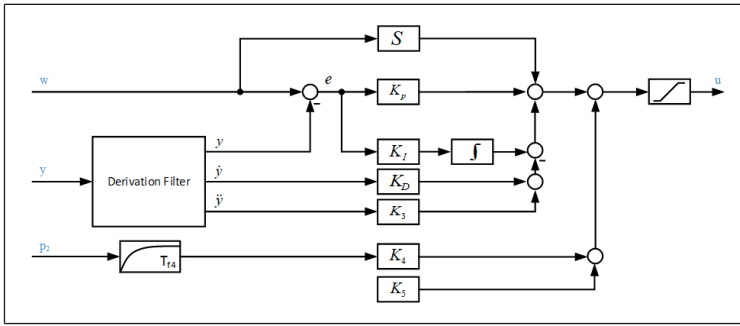 S
w
e
-
K_p
u
y
K_I
∫
-
y
Derivation Filter
ẏ
K_D
ÿ
K_3
p₂
T_f4
K_4
K_5